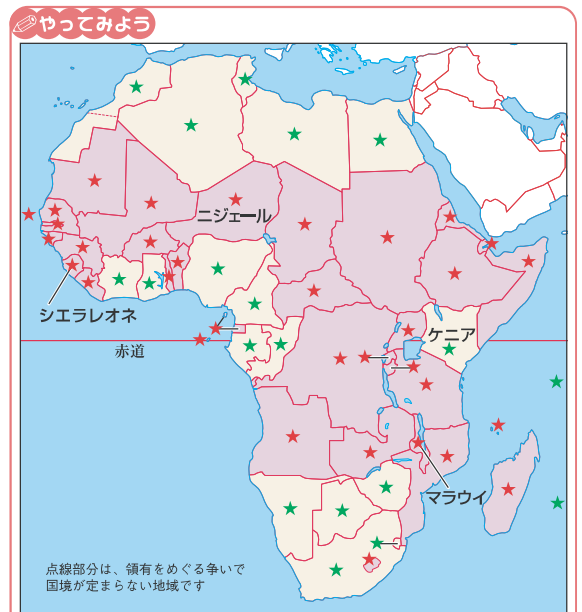 やってみよう
ニジェール
シエラレオネ
ケニア
赤道
マラウイ
点線部分は、領有をめぐる争いで
国境が定まらない地域です